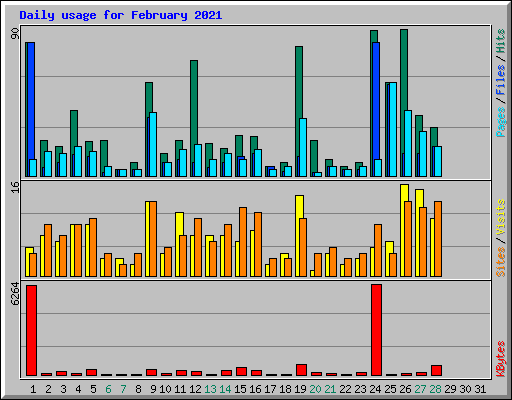 Daily usage for February 2021
90
Pages / Files / Hits
16
Sites / Visits
6264
KBytes
1 2 3 4 5 6 7 8 9 10 11 12 13 14 15 16 17 18 19 20 21 22 23 24 25 26 27 28 29 30 31